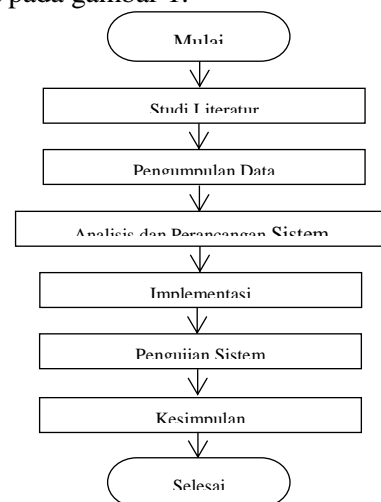 pada gambar 1.
Mulai
Studi Literatur
Pengumpulan Data
Analisis dan Perancangan Sistem
Implementasi
Pengujian Sistem
Kesimpulan
Selesai